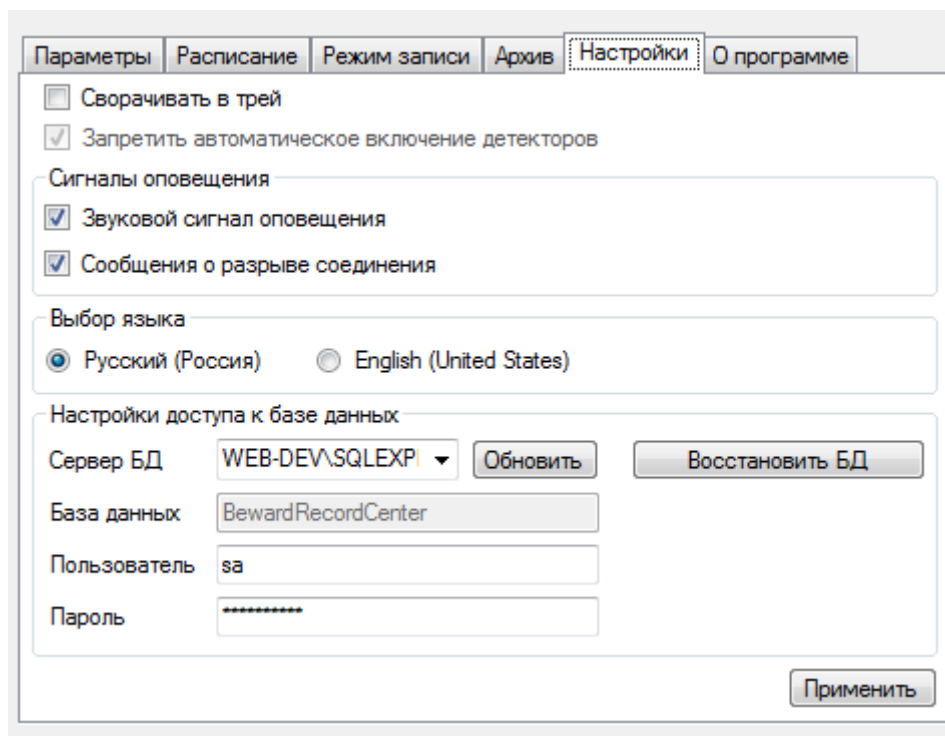 Параметры Расписание Режим записи Архив Настройки О программе
Сворачивать в трей
Запретить автоматическое включение детекторов
Сигналы оповещения
Звуковой сигнал оповещения
Сообщения о разрыве соединения
Выбор языка
Русский (Россия) English (United States)
Настройки доступа к базе данных
Сервер БД WEB-DEV\SQLEXP Обновить Восстановить БД
База данных BewardRecordCenter
Пользователь sa
Пароль **********
Применить